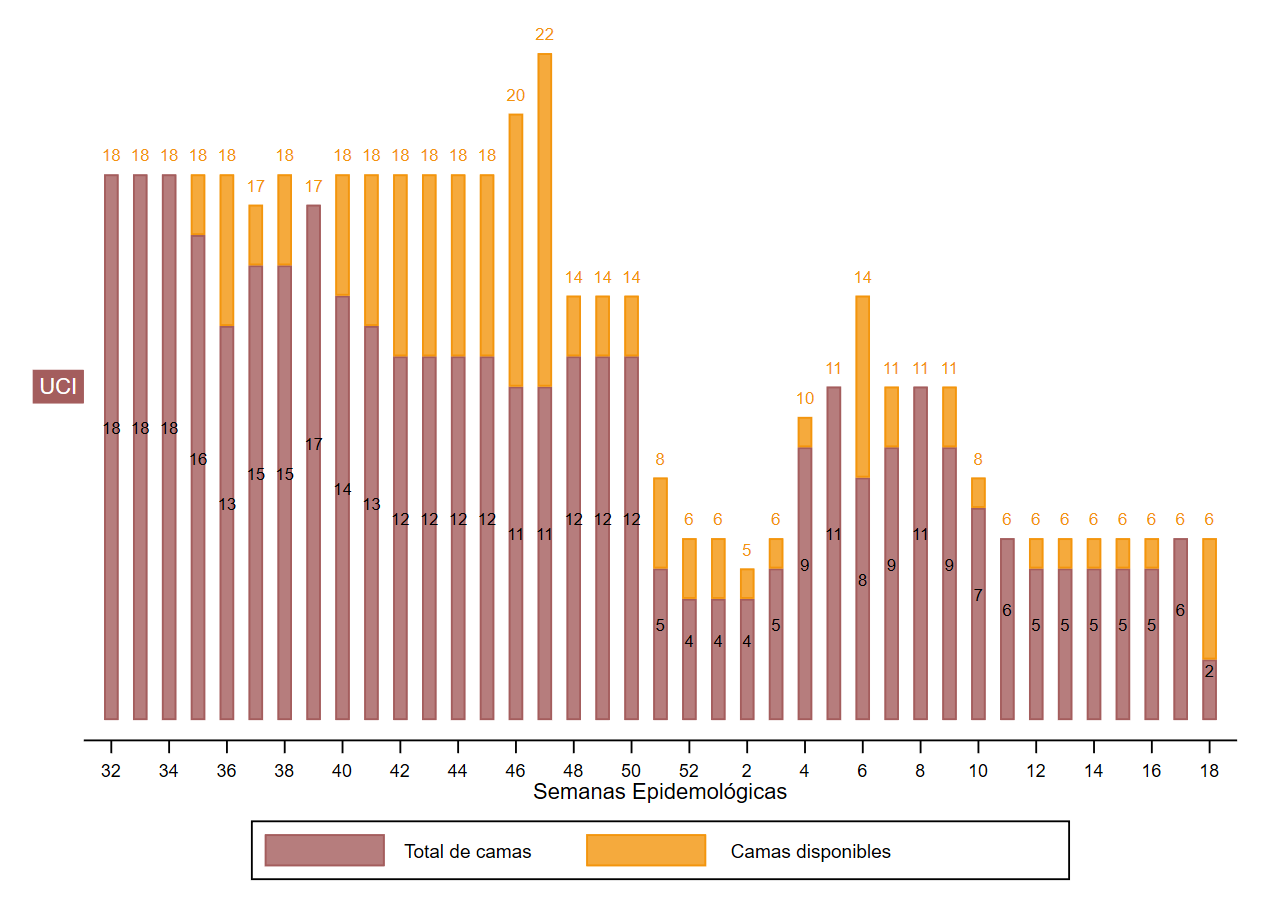 22
20
18 18 18 18 18 18 18 18 18 18 18 18
17 17
14 14 14 14
11 11 11
10
8 8
6 6 6 6 6 6 6 6 6 6 6
5
UCI
18 18 18 16 13 15 15 17 14 13 12 12 12 12 11 11 12 12 12 5 4 4 4 5 9 11 8 9 11 9 7 6 5 5 5 5 5 6 2
32 34 36 38 40 42 44 46 48 50 52 2 4 6 8 10 12 14 16 18
Semanas Epidemológicas
Total de camas Camas disponibles